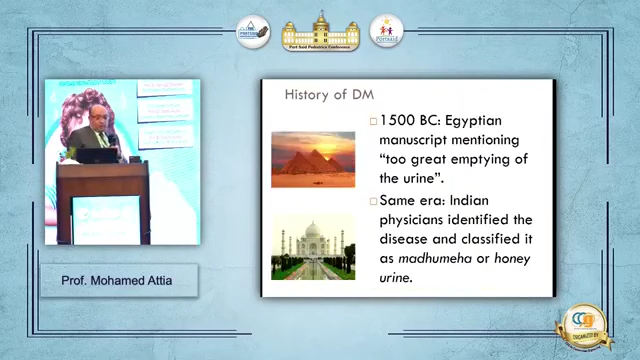 Port Said Pediatrics Conference
History of DM
1500 BC: Egyptian
manuscript mentioning
“too great emptying of
the urine”.
Same era: Indian
physicians identified the
disease and classified it
as madhumeha or honey
urine.
Prof. Mohamed Attia